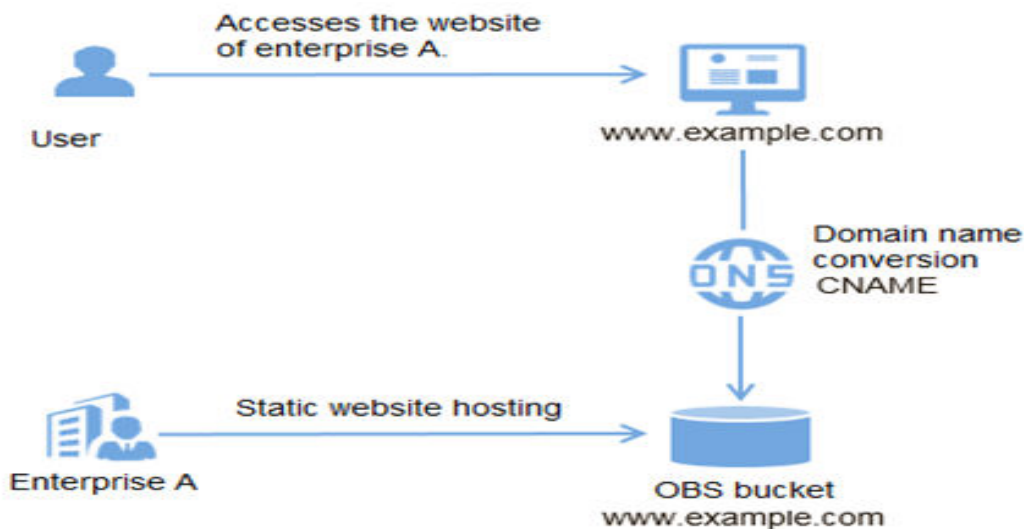 Accesses the website
of enterprise A.
User
www.example.com
Domain name
conversion
CNAME
DNS
Static website hosting
Enterprise A
OBS bucket
www.example.com